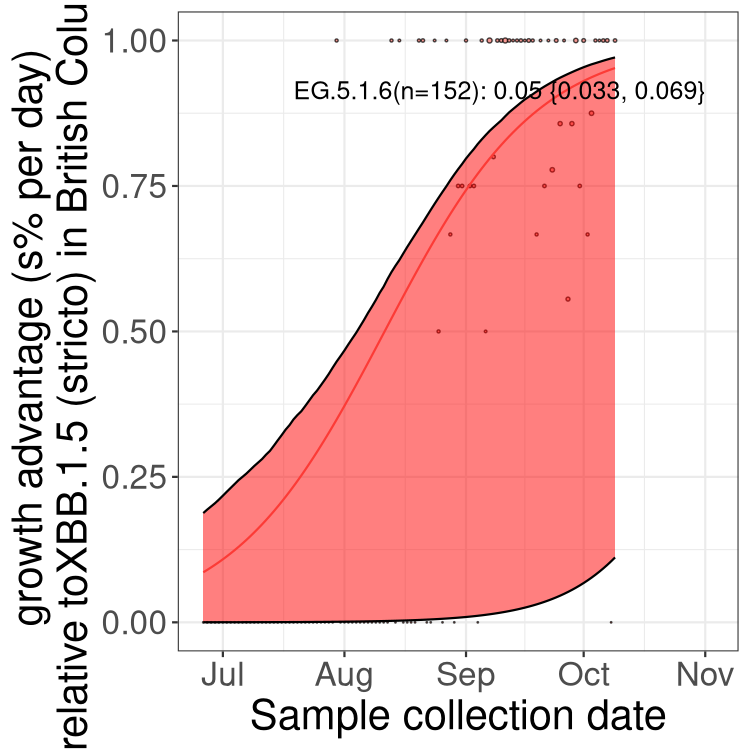 growth advantage (s% per day)
relative toXBB.1.5 (stricto) in British Colu
1.00
0.75
0.50
0.25
0.00
EG.5.1.6(n=152): 0.05 {0.033, 0.069}
Jul Aug Sep Oct Nov
Sample collection date